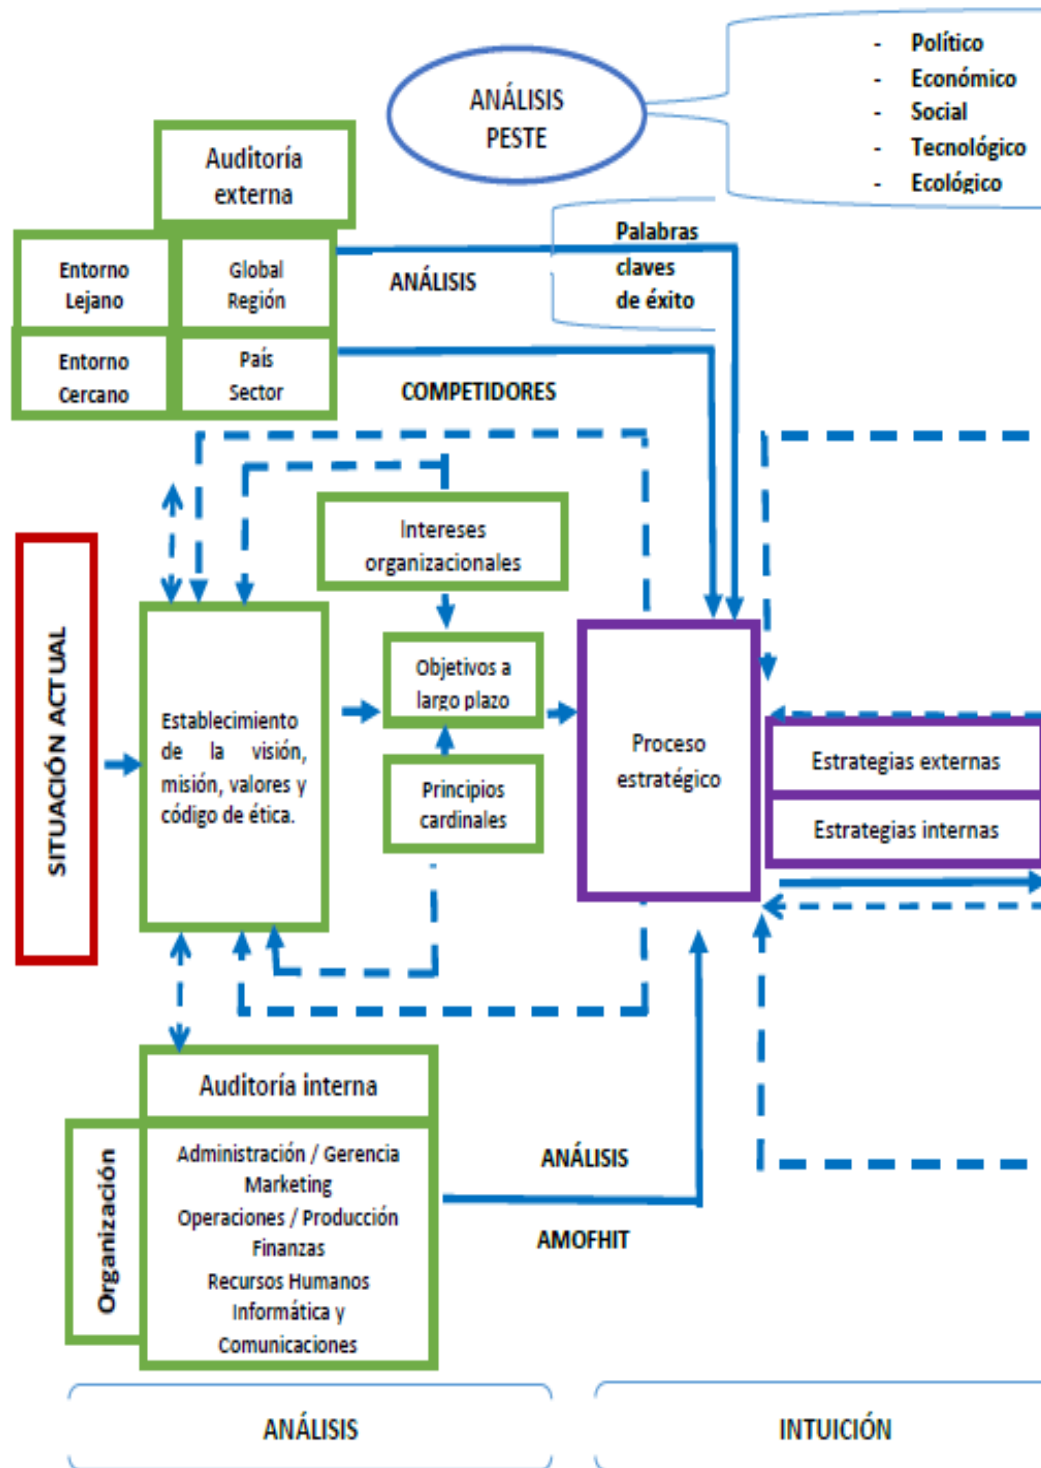 ANÁLISIS
PESTE
- Político
- Económico
- Social
- Tecnológico
- Ecológico
Auditoría
externa
Entorno
Lejano
Global
Región
Entorno
Cercano
País
Sector
ANÁLISIS
Palabras
claves
de éxito
COMPETIDORES
SITUACIÓN ACTUAL
Establecimiento
de la visión,
misión, valores y
código de ética.
Intereses
organizacionales
Objetivos a
largo plazo
Principios
cardinales
Proceso
estratégico
Estrategias externas
Estrategias internas
Auditoría interna
Organización
Administración / Gerencia
Marketing
Operaciones / Producción
Finanzas
Recursos Humanos
Informática y
Comunicaciones
ANÁLISIS
AMOFHIT
ANÁLISIS
INTUICIÓN